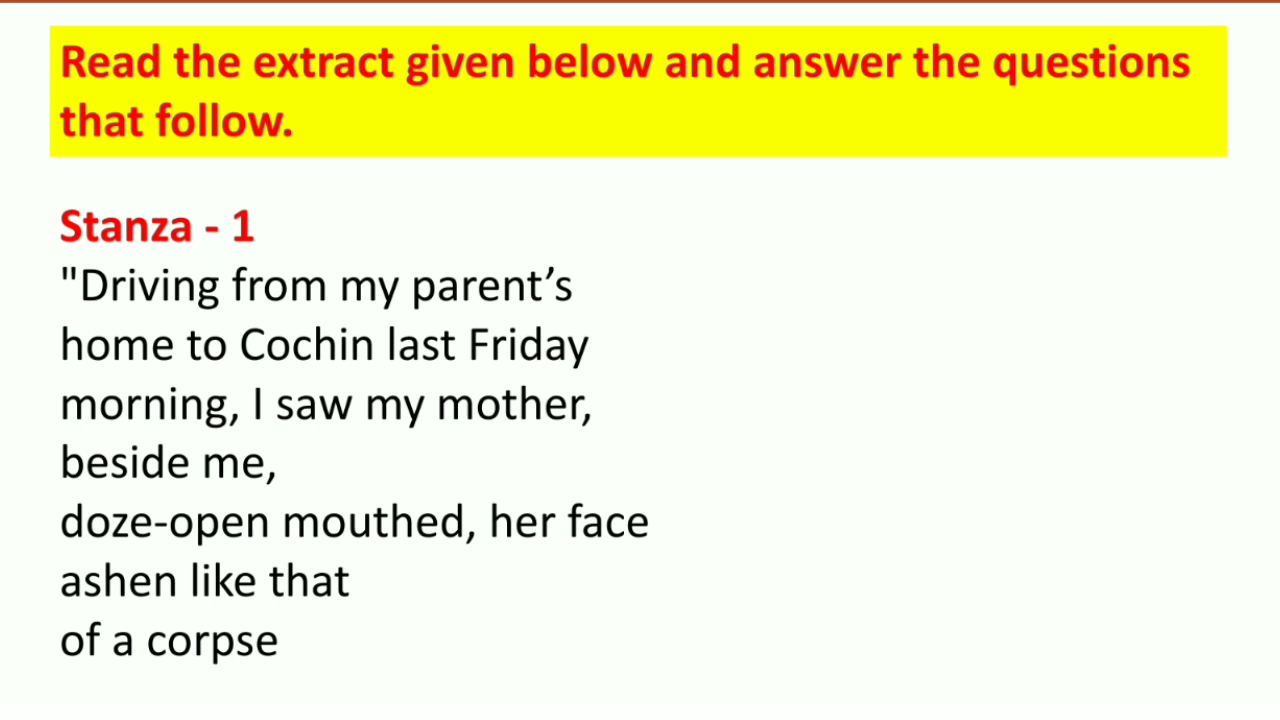 Read the extract given below and answer the questions
that follow.
Stanza - 1
"Driving from my parent’s
home to Cochin last Friday
morning, I saw my mother,
beside me,
doze-open mouthed, her face
ashen like that
of a corpse